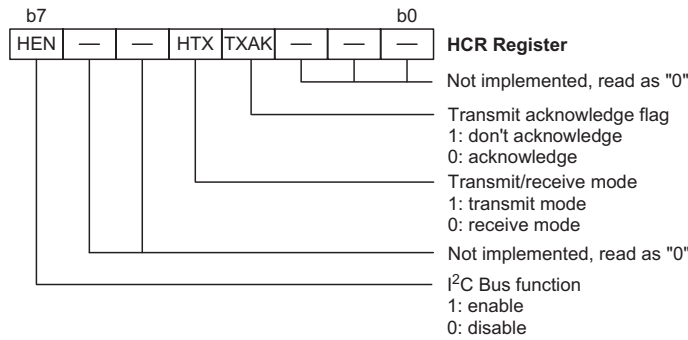 b7 b0
HEN — — HTX TXAK — — — HCR Register
Not implemented, read as "0"
Transmit acknowledge flag
1: don't acknowledge
0: acknowledge
Transmit/receive mode
1: transmit mode
0: receive mode
Not implemented, read as "0"
I²C Bus function
1: enable
0: disable